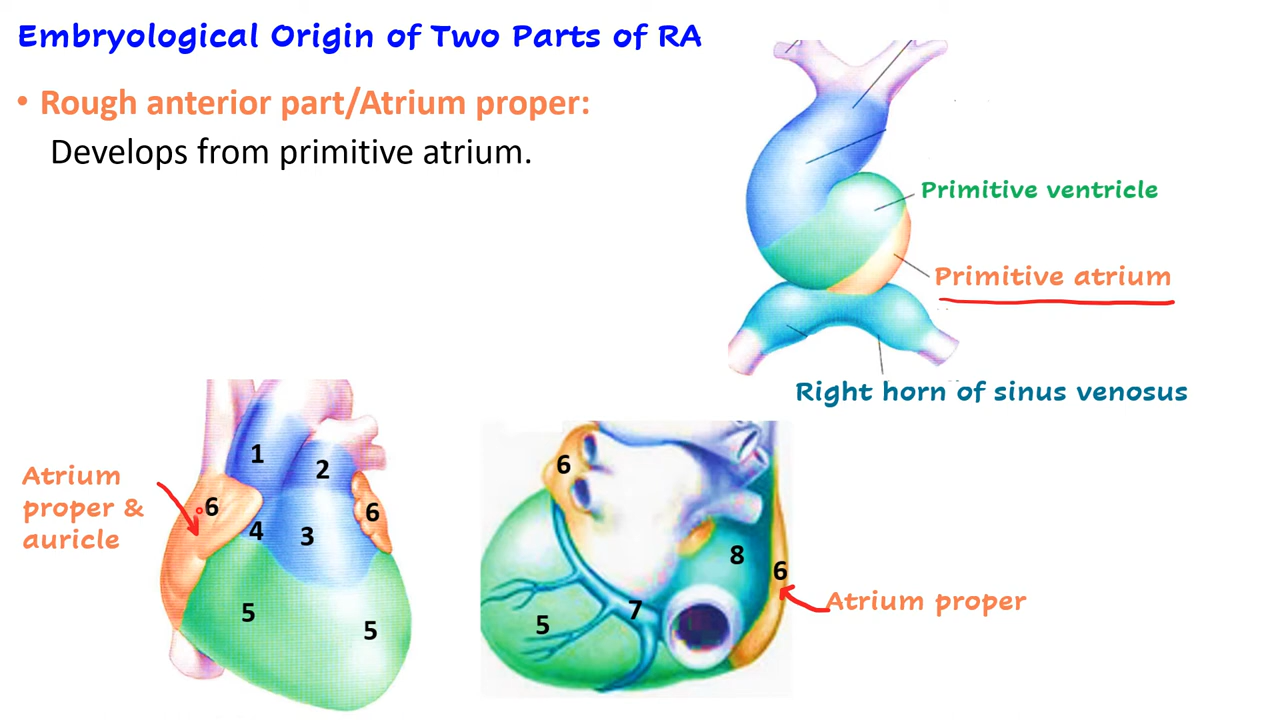 Embryological Origin of Two Parts of RA
• Rough anterior part/Atrium proper:
Develops from primitive atrium.
Primitive ventricle
Primitive atrium
Right horn of sinus venosus
Atrium
proper &
auricle
1
2
6
6
4
3
5
5
6
8
6
7
5
Atrium proper